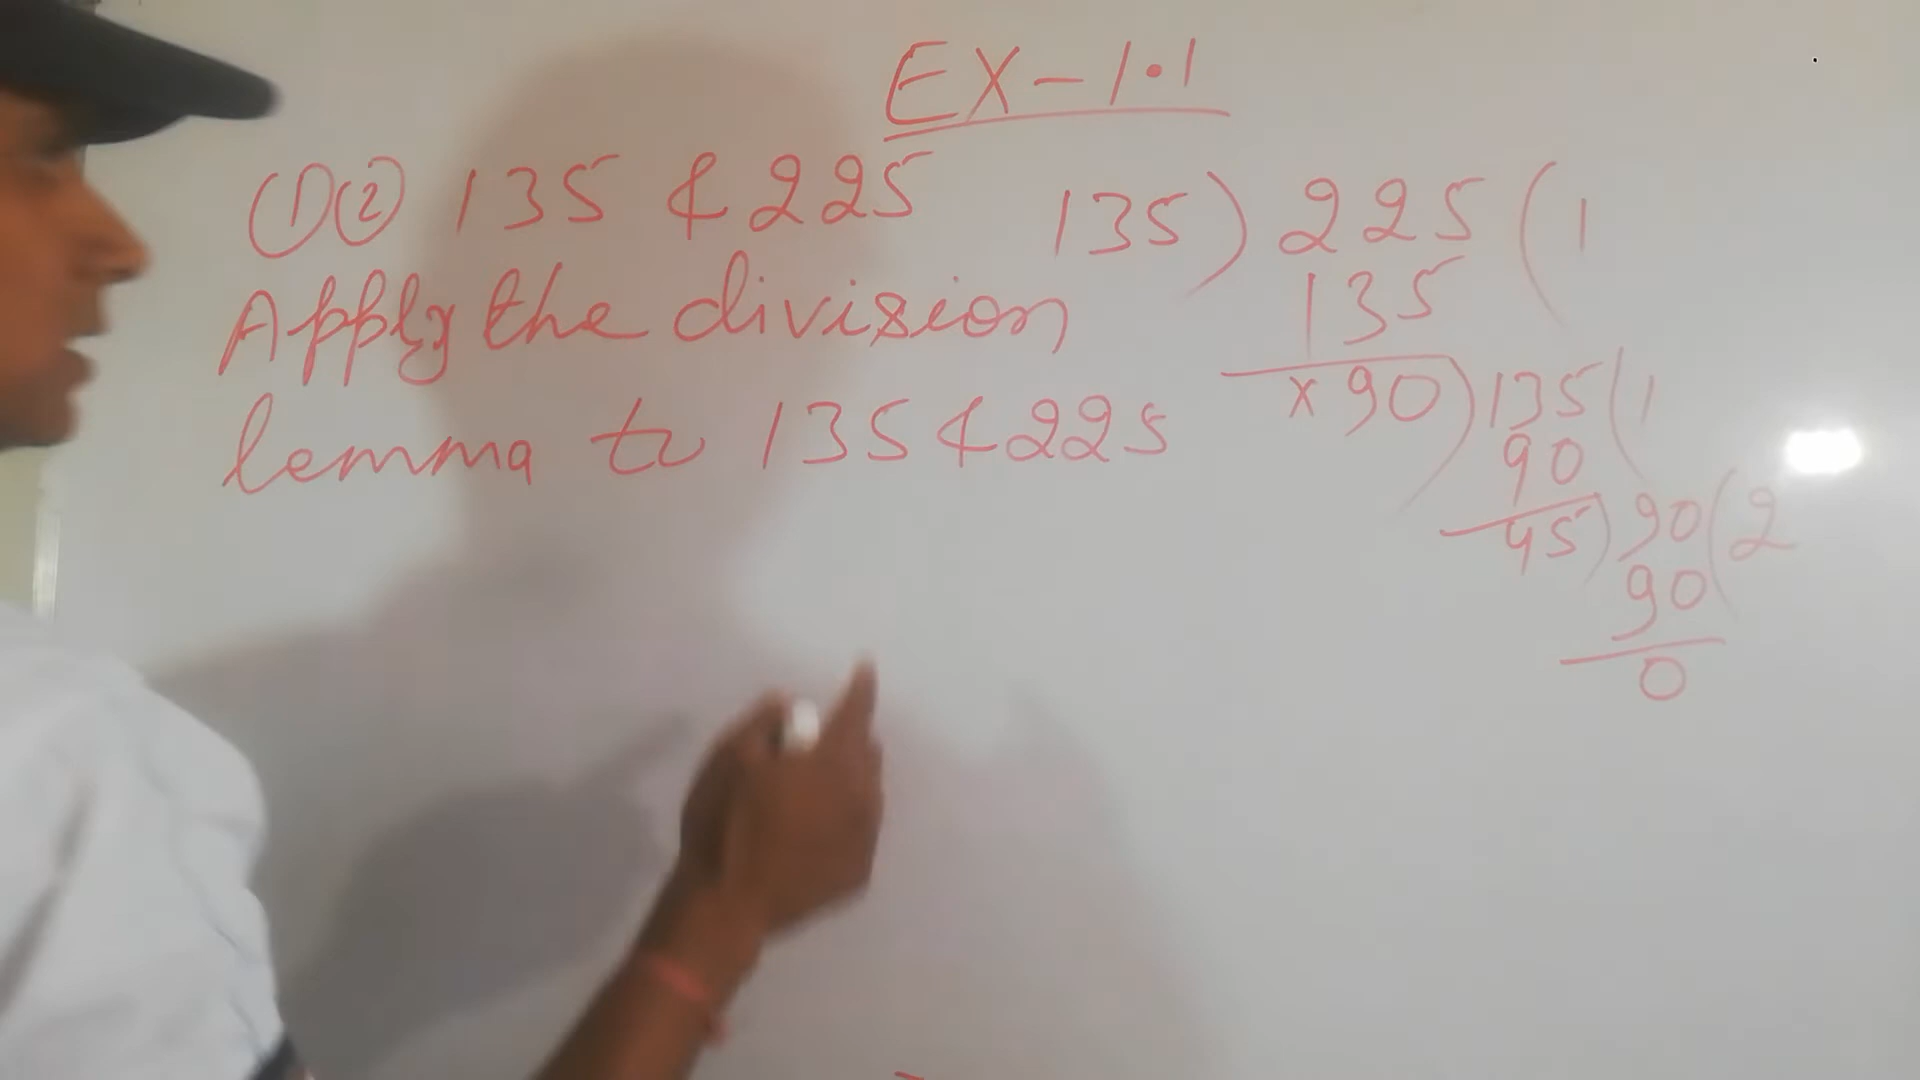 EX-1.1
(1)(2) 135 & 225
Apply the division
lemma to 135 & 225
135) 225 (1
135
x 90) 135 (1
90
45) 90 (2
90
0